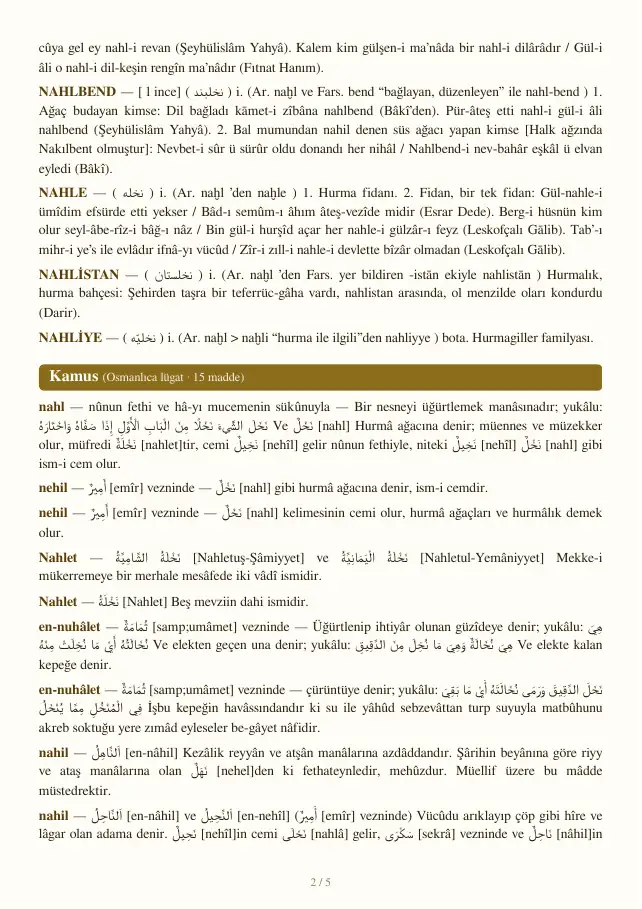 cûya gel ey nahl-i revan (Şeyhülislâm Yahyâ). Kalem kim gülşen-i ma’nâda bir nahl-i dilârâdır / Gül-i
âli o nahl-i dil-keşin rengîn ma’nâdır (Fıtnat Hanım).
NAHLBEND — [ l ince] ( نخلبند ) i. (Ar. naḫl ve Fars. bend “bağlayan, düzenleyen” ile nahl-bend ) 1.
Ağaç budayan kimse: Dil bağladı kāmet-i zîbâna nahlbend (Bâkî’den). Pür-âteş etti nahl-i gül-i âli
nahlbend (Şeyhülislâm Yahyâ). 2. Bal mumundan nahil denen süs ağacı yapan kimse [Halk ağzında
Nakılbent olmuştur]: Nevbet-i sûr ü sürûr oldu donandı her nihâl / Nahlbend-i nev-bahâr eşkâl ü elvan
eyledi (Bâkî).
NAHLE — ( نخله ) i. (Ar. naḫl ’den naḫle ) 1. Hurma fidanı. 2. Fidan, bir tek fidan: Gül-nahle-i
ümîdim efsürde etti yekser / Bâd-ı semûm-ı âhım âteş-vezîde midir (Esrar Dede). Berg-i hüsnün kim
olur seyl-âbe-rîz-i bâğ-ı nâz / Bin gül-i hurşîd açar her nahle-i gülzâr-ı feyz (Leskofçalı Gālib). Tab’-ı
mihr-i ye’s ile evlâdır ifnâ-yı vücûd / Zîr-i zıll-i nahle-i devlette bîzâr olmadan (Leskofçalı Gālib).
NAHLİSTAN — ( نخلستان ) i. (Ar. naḫl ’den Fars. yer bildiren -istān ekiyle nahlistān ) Hurmalık,
hurma bahçesi: Şehirden taşra bir teferrüc-gâha vardı, nahlistan arasında, ol menzilde oları kondurdu
(Darir).
NAHLİYE — ( نخليّه ) i. (Ar. naḫl > naḫli “hurma ile ilgili”den nahliyye ) bota. Hurmagiller familyası.
Kamus (Osmanlıca lügat · 15 madde)
nahl — nûnun fethi ve hâ-yı mucemenin sükûnuyla — Bir nesneyi üğürtlemek manâsınadır; yukâlu:
نَخَلَ الشَّيْءَ نَخْلًا مِنَ الْبَابِ الْأَوَّلِ إِذَا صَفَّاهُ وَاخْتَارَهُ Ve نَخْلٌ [nahl] Hurmâ ağacına denir; müennes ve müzekker
olur, müfredi نَخْلَةٌ [nahlet]tir, cemi نَخِيلٌ [nehîl] gelir nûnun fethiyle, niteki نَخِيلٌ [nehîl] نَخْلٌ [nahl] gibi
ism-i cem olur.
nehil — أَمِيرٌ [emîr] vezninde — نَخْلٌ [nahl] gibi hurmâ ağacına denir, ism-i cemdir.
nehil — أَمِيرٌ [emîr] vezninde — نَخْلٌ [nahl] kelimesinin cemi olur, hurmâ ağaçları ve hurmâlık demek
olur.
Nahlet — نَخْلَةُ الشَّامِيَّةُ [Nahletuş-Şâmiyyet] ve نَخْلَةُ الْيَمَانِيَّةُ [Nahletul-Yemâniyyet] Mekke-i
mükerremeye bir merhale mesâfede iki vâdî ismidir.
Nahlet — نَخْلَةُ [Nahlet] Beş mevziin dahi ismidir.
en-nuhâlet — ثُمَامَةٌ [samp;umâmet] vezninde — Üğürtlenip ihtiyâr olunan güzîdeye denir; yukâlu: هِيَ
نُخَالَتُهُ أَيْ مَا نُخِلَتْ مِنْهُ Ve elekten geçen una denir; yukâlu: هِيَ نُخَالَةٌ وَهِيَ مَا نُخِلَ مِنَ الدَّقِيقِ Ve elekte kalan
kepeğe denir.
en-nuhâlet — ثُمَامَةٌ [samp;umâmet] vezninde — çürüntüye denir; yukâlu: نَخَلَ الدَّقِيقَ وَرَمَى نُخَالَتَهُ أَيْ مَا بَقِيَ
فِي الْمُنْخُلِ مِمَّا يُنْخَلُ İşbu kepeğin havâssındandır ki su ile yâhûd sebzevâttan turp suyuyla matbûhunu
akreb soktuğu yere zımâd eyleseler be-gâyet nâfidir.
nahil — اَلنَّاهِلُ [en-nâhil] Kezâlik reyyân ve atşân manâlarına azdâddandır. Şârihin beyânına göre riyy
ve ataş manâlarına olan نَهَلٌ [nehel]den ki fethateynledir, mehûzdur. Müellif üzere bu mâdde
müstedrektir.
nahil — اَلنَّاحِلُ [en-nâhil] ve اَلنَّحِيلُ [en-nehîl] (أَمِيرٌ [emîr] vezninde) Vücûdu arıklayıp çöp gibi hîre ve
lâgar olan adama denir. نَحِيلٌ [nehîl]in cemi نَحْلَى [nahlâ] gelir, سَكْرَى [sekrâ] vezninde ve نَاحِلٌ [nâhil]in
2 / 5